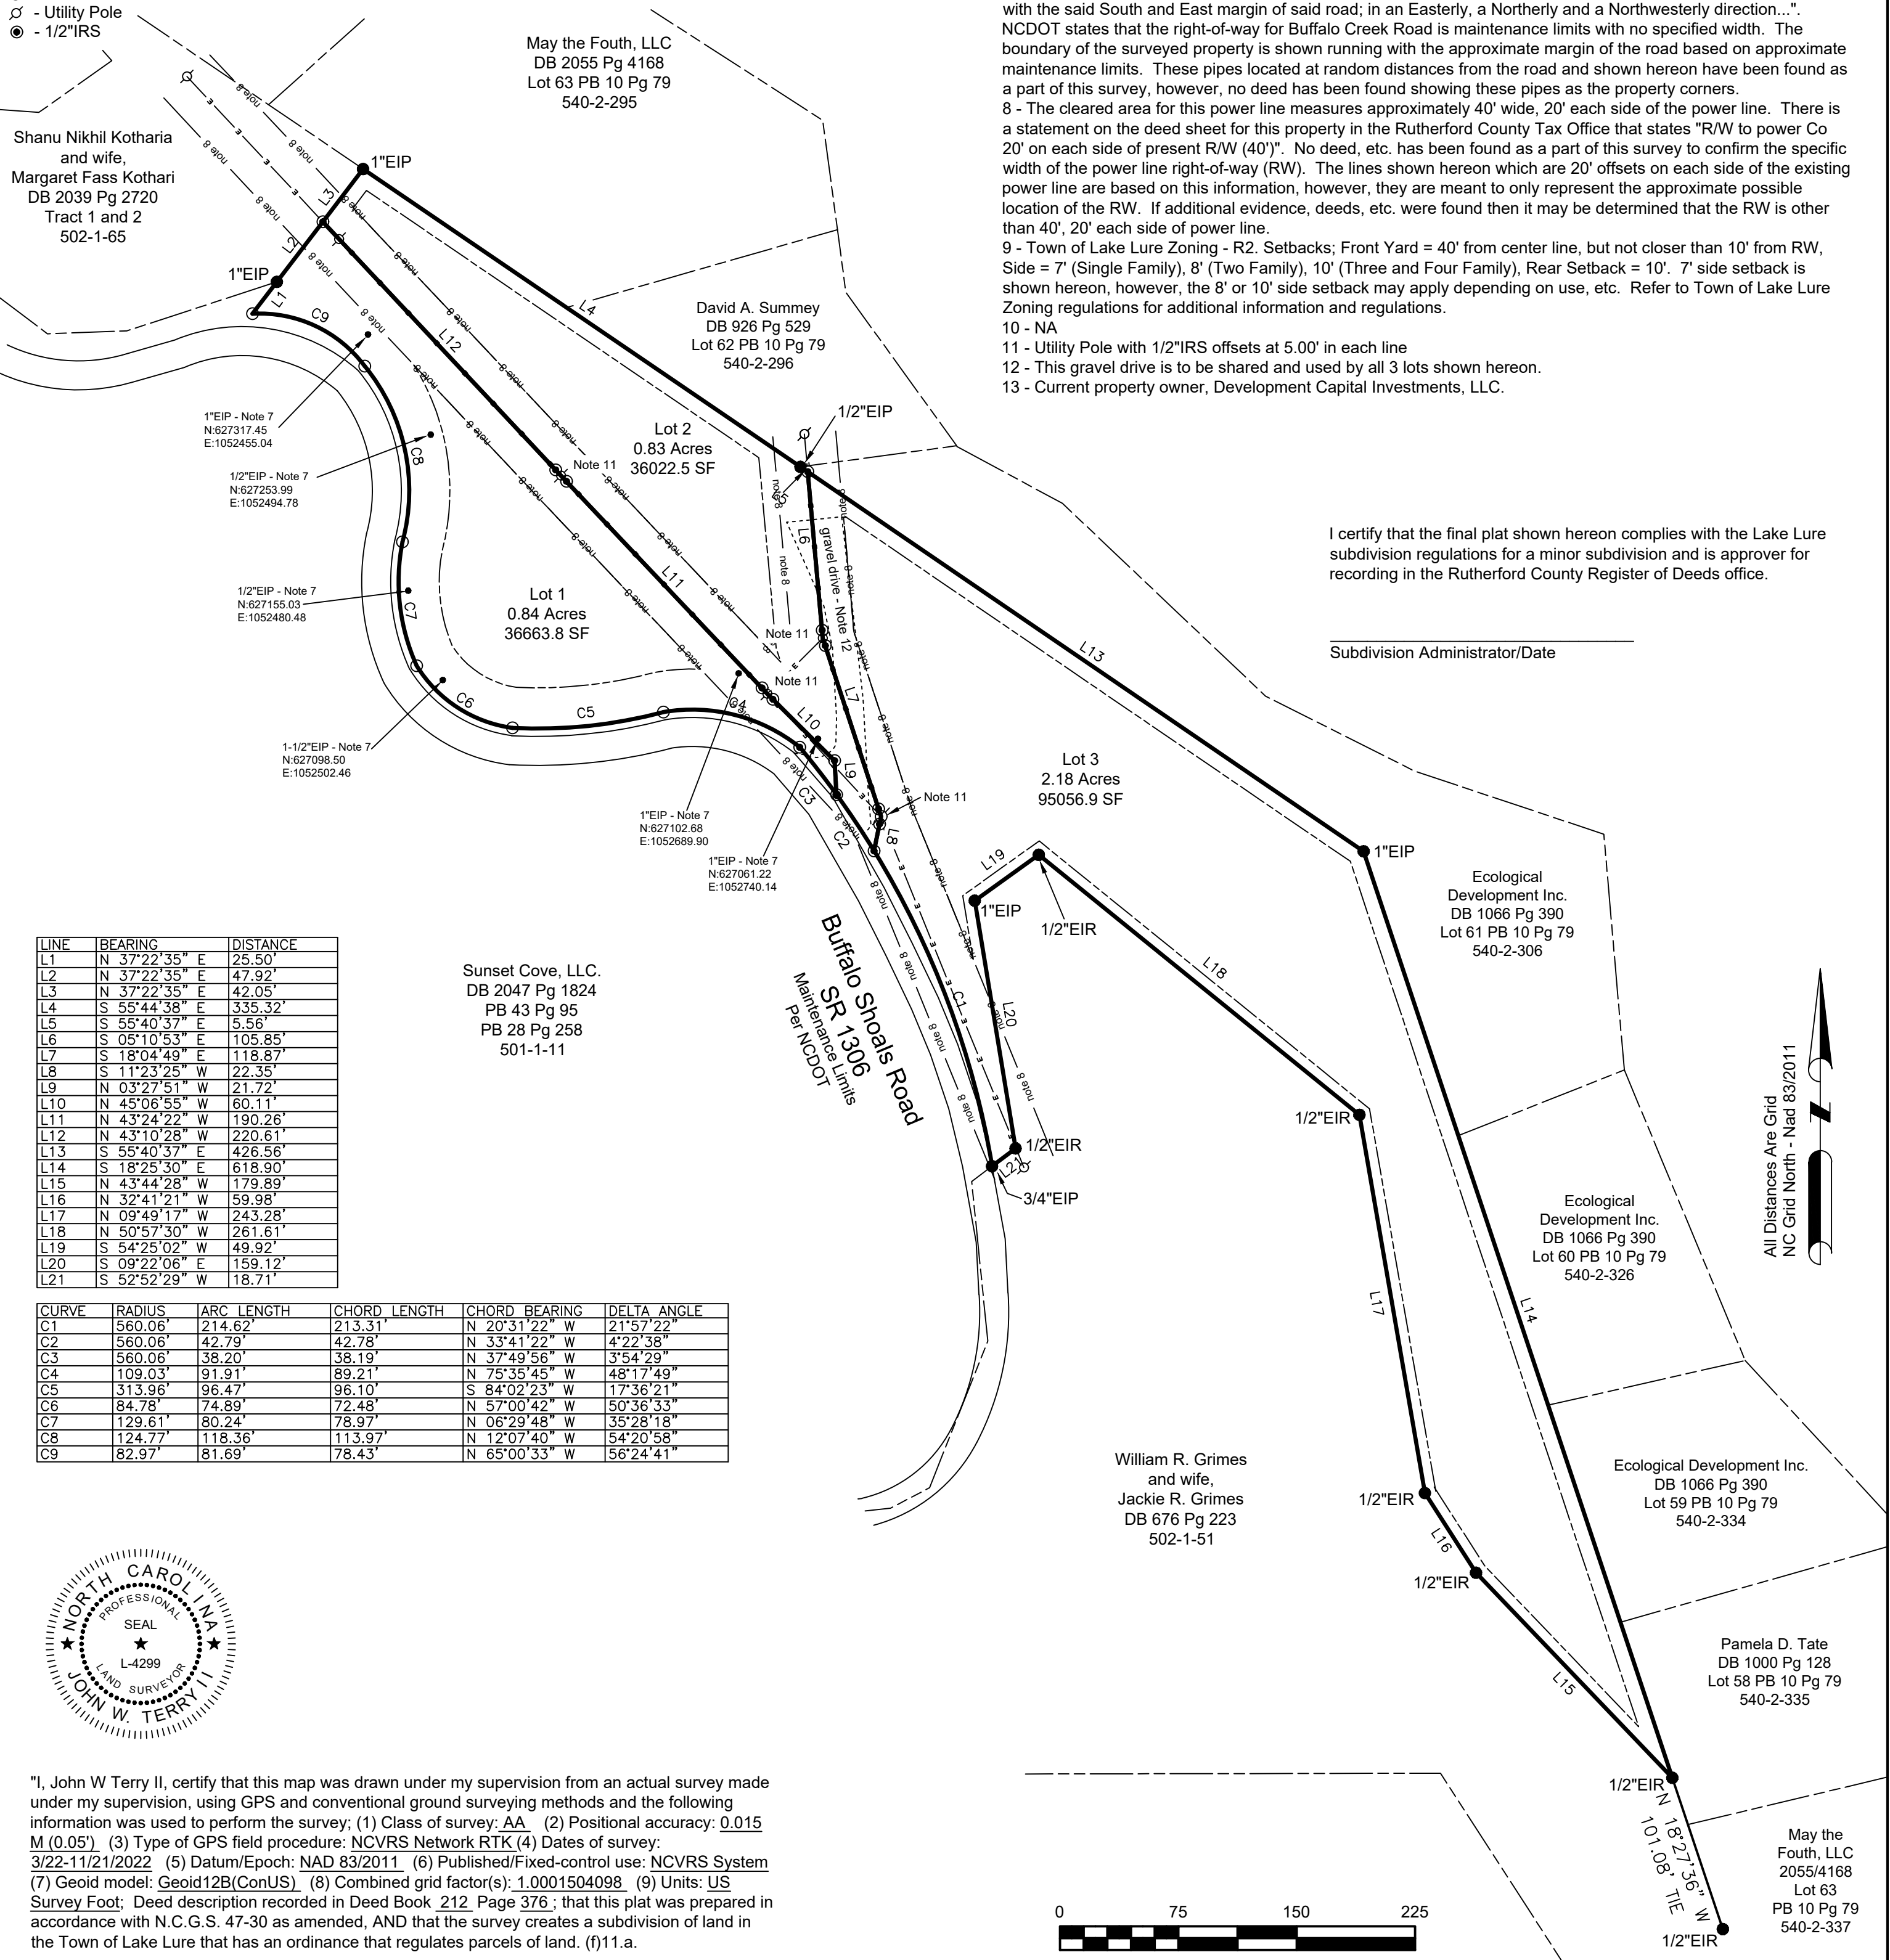 - Utility Pole
- 1/2"IRS
with the said South and East margin of said road; in an Easterly, a Northerly and a Northwesterly direction...".
NCDOT states that the right-of-way for Buffalo Creek Road is maintenance limits with no specified width. The
boundary of the surveyed property is shown running with the approximate margin of the road based on approximate
maintenance limits. These pipes located at random distances from the road and shown hereon have been found as
a part of this survey, however, no deed has been found showing these pipes as the property corners.
8 - The cleared area for this power line measures approximately 40' wide, 20' each side of the power line. There is
a statement on the deed sheet for this property in the Rutherford County Tax Office that states "R/W to power Co
20' on each side of present R/W (40')". No deed, etc. has been found as a part of this survey to confirm the specific
width of the power line right-of-way (RW). The lines shown hereon which are 20' offsets on each side of the existing
power line are based on this information, however, they are meant to only represent the approximate possible
location of the RW. If additional evidence, deeds, etc. were found then it may be determined that the RW is other
than 40', 20' each side of power line.
9 - Town of Lake Lure Zoning - R2. Setbacks; Front Yard = 40' from center line, but not closer than 10' from RW,
Side = 7' (Single Family), 8' (Two Family), 10' (Three and Four Family), Rear Setback = 10'. 7' side setback is
shown hereon, however, the 8' or 10' side setback may apply depending on use, etc. Refer to Town of Lake Lure
Zoning regulations for additional information and regulations.
10 - NA
11 - Utility Pole with 1/2"IRS offsets at 5.00' in each line
12 - This gravel drive is to be shared and used by all 3 lots shown hereon.
13 - Current property owner, Development Capital Investments, LLC.
May the Fouth, LLC
DB 2055 Pg 4168
Lot 63 PB 10 Pg 79
540-2-295
Shanu Nikhil Kotharia
and wife,
Margaret Fass Kothari
DB 2039 Pg 2720
Tract 1 and 2
502-1-65
1"EIP
1"EIP
L3
L2
L1
C9
L12
L4
David A. Summey
DB 926 Pg 529
Lot 62 PB 10 Pg 79
540-2-296
1/2"EIP
1"EIP - Note 7
N:627317.45
E:1052455.04
C8
1/2"EIP - Note 7
N:627253.99
E:1052494.78
Lot 2
0.83 Acres
36022.5 SF
Note 11
L5
L6
gravel drive - Note 12
note 8
I certify that the final plat shown hereon complies with the Lake Lure
subdivision regulations for a minor subdivision and is approver for
recording in the Rutherford County Register of Deeds office.
Subdivision Administrator/Date
L11
1/2"EIP - Note 7
N:627155.03
E:1052480.48
C7
Lot 1
0.84 Acres
36663.8 SF
Note 11
L13
Note 11
L7
C6
C5
C4
L10
1-1/2"EIP - Note 7
N:627098.50
E:1052502.46
L9
C3
C2
L8
Note 11
Lot 3
2.18 Acres
95056.9 SF
1"EIP - Note 7
N:627102.68
E:1052689.90
1"EIP - Note 7
N:627061.22
E:1052740.14
L19
1"EIP
1/2"EIR
1"EIP
Ecological
Development Inc.
DB 1066 Pg 390
Lot 61 PB 10 Pg 79
540-2-306
L18
Buffalo Shoals Road
SR 1306
Maintenance Limits
Per NCDOT
C1
L20
Sunset Cove, LLC.
DB 2047 Pg 1824
PB 43 Pg 95
PB 28 Pg 258
501-1-11
LINE BEARING DISTANCE
L1 N 37°22'35" E 25.50'
L2 N 37°22'35" E 47.92'
L3 N 37°22'35" E 42.05'
L4 S 55°44'38" E 335.32'
L5 S 55°40'37" E 5.56'
L6 S 05°10'53" E 105.85'
L7 S 18°04'49" E 118.87'
L8 S 11°23'25" W 22.35'
L9 N 03°27'51" W 21.72'
L10 N 45°06'55" W 60.11'
L11 N 43°24'22" W 190.26'
L12 N 43°10'28" W 220.61'
L13 S 55°40'37" E 426.56'
L14 S 18°25'30" E 618.90'
L15 N 43°44'28" W 179.89'
L16 N 32°41'21" W 59.98'
L17 N 09°49'17" W 243.28'
L18 N 50°57'30" W 261.61'
L19 S 54°25'02" W 49.92'
L20 S 09°22'06" E 159.12'
L21 S 52°52'29" W 18.71'
1/2"EIR
L21
3/4"EIP
1/2"EIR
All Distances Are Grid
NC Grid North - Nad 83/2011
Ecological
Development Inc.
DB 1066 Pg 390
Lot 60 PB 10 Pg 79
540-2-326
L17
L14
CURVE RADIUS ARC LENGTH CHORD LENGTH CHORD BEARING DELTA ANGLE
C1 560.06' 214.62' 213.31' N 20°31'22" W 21°57'22"
C2 560.06' 42.79' 42.78' N 33°41'22" W 4°22'38"
C3 560.06' 38.20' 38.19' N 37°49'56" W 3°54'29"
C4 109.03' 91.91' 89.21' N 75°35'45" W 48°17'49"
C5 313.96' 96.47' 96.10' S 84°02'23" W 17°36'21"
C6 84.78' 74.89' 72.48' N 57°00'42" W 50°36'33"
C7 129.61' 80.24' 78.97' N 06°29'48" W 35°28'18"
C8 124.77' 118.36' 113.97' N 12°07'40" W 54°20'58"
C9 82.97' 81.69' 78.43' N 65°00'33" W 56°24'41"
William R. Grimes
and wife,
Jackie R. Grimes
DB 676 Pg 223
502-1-51
Ecological Development Inc.
DB 1066 Pg 390
Lot 59 PB 10 Pg 79
540-2-334
1/2"EIR
L16
1/2"EIR
L15
Pamela D. Tate
DB 1000 Pg 128
Lot 58 PB 10 Pg 79
540-2-335
1/2"EIR
N 18°27'36" W
101.08' TIE
May the
Fouth, LLC
2055/4168
Lot 63
PB 10 Pg 79
540-2-337
1/2"EIR
NORTH CAROLINA
PROFESSIONAL
SEAL
L-4299
LAND SURVEYOR
JOHN W. TERRY II
"I, John W Terry II, certify that this map was drawn under my supervision from an actual survey made
under my supervision, using GPS and conventional ground surveying methods and the following
information was used to perform the survey; (1) Class of survey: AA (2) Positional accuracy: 0.015
M (0.05') (3) Type of GPS field procedure: NCVRS Network RTK (4) Dates of survey:
3/22-11/21/2022 (5) Datum/Epoch: NAD 83/2011 (6) Published/Fixed-control use: NCVRS System
(7) Geoid model: Geoid12B(ConUS) (8) Combined grid factor(s): 1.0001504098 (9) Units: US
Survey Foot; Deed description recorded in Deed Book 212 Page 376 ; that this plat was prepared in
accordance with N.C.G.S. 47-30 as amended, AND that the survey creates a subdivision of land in
the Town of Lake Lure that has an ordinance that regulates parcels of land. (f)11.a.
0 75 150 225